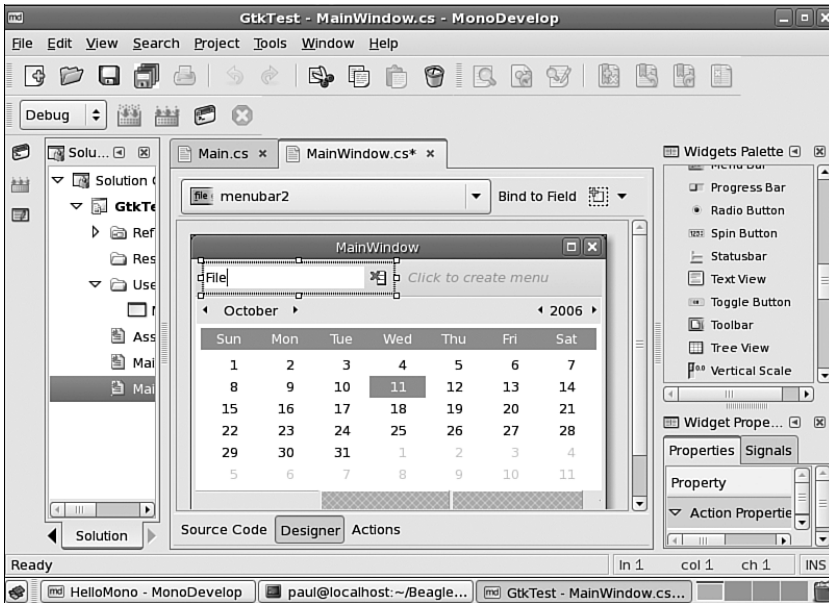 GtkTest - MainWindow.cs - MonoDevelop
File Edit View Search Project Tools Window Help
Debug
Solu...
Main.cs
MainWindow.cs*
Widgets Palette
Solution
GtkTe
Ref
Res
Use
Ass
Mai
Mai
file menubar2
Bind to Field
MainWindow
File
Click to create menu
October 2006
Sun Mon Tue Wed Thu Fri Sat
1 2 3 4 5 6 7
8 9 10 11 12 13 14
15 16 17 18 19 20 21
22 23 24 25 26 27 28
29 30 31 1 2 3 4
5 6 7 8 9 10 11
Menu Bar
Progress Bar
Radio Button
Spin Button
Statusbar
Text View
Toggle Button
Toolbar
Tree View
Vertical Scale
Widget Prope...
Properties Signals
Property
Action Propertie
Solution
Source Code Designer Actions
Ready
ln 1 col 1 ch 1 INS
HelloMono - MonoDevelop
paul@localhost:~/Beagle...
GtkTest - MainWindow.cs...